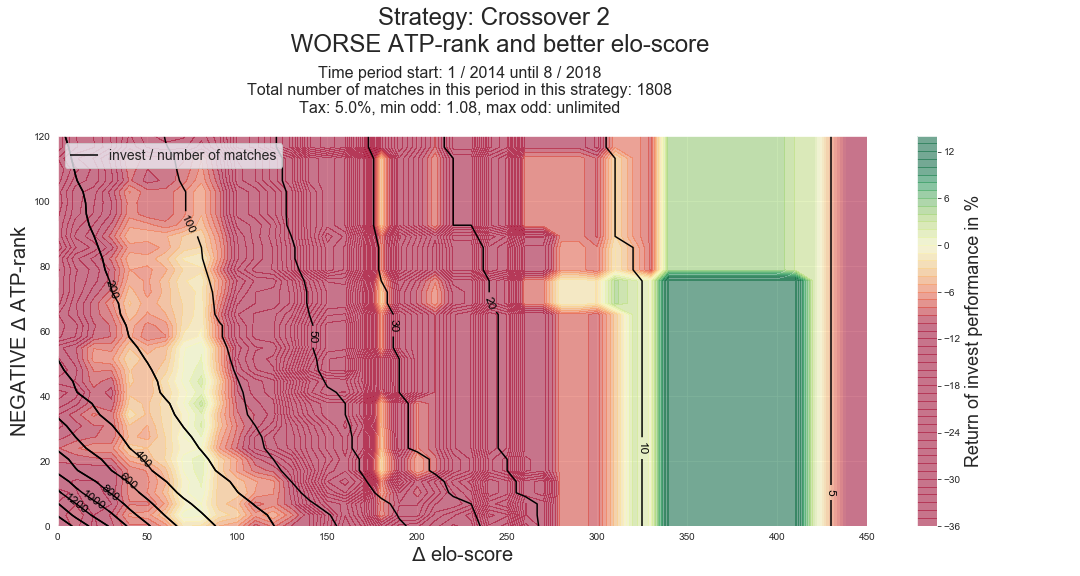 Strategy: Crossover 2
WORSE ATP-rank and better elo-score
Time period start: 1 / 2014 until 8 / 2018
Total number of matches in this period in this strategy: 1808
Tax: 5.0%, min odd: 1.08, max odd: unlimited
invest / number of matches
NEGATIVE Δ ATP-rank
120
100
80
60
40
20
0
200
100
50
30
20
10
5
400
600
800
1000
1200
0 50 100 150 200 250 300 350 400 450
Δ elo-score
12
6
0
−6
−12
−18
−24
−30
−36
Return of invest performance in %